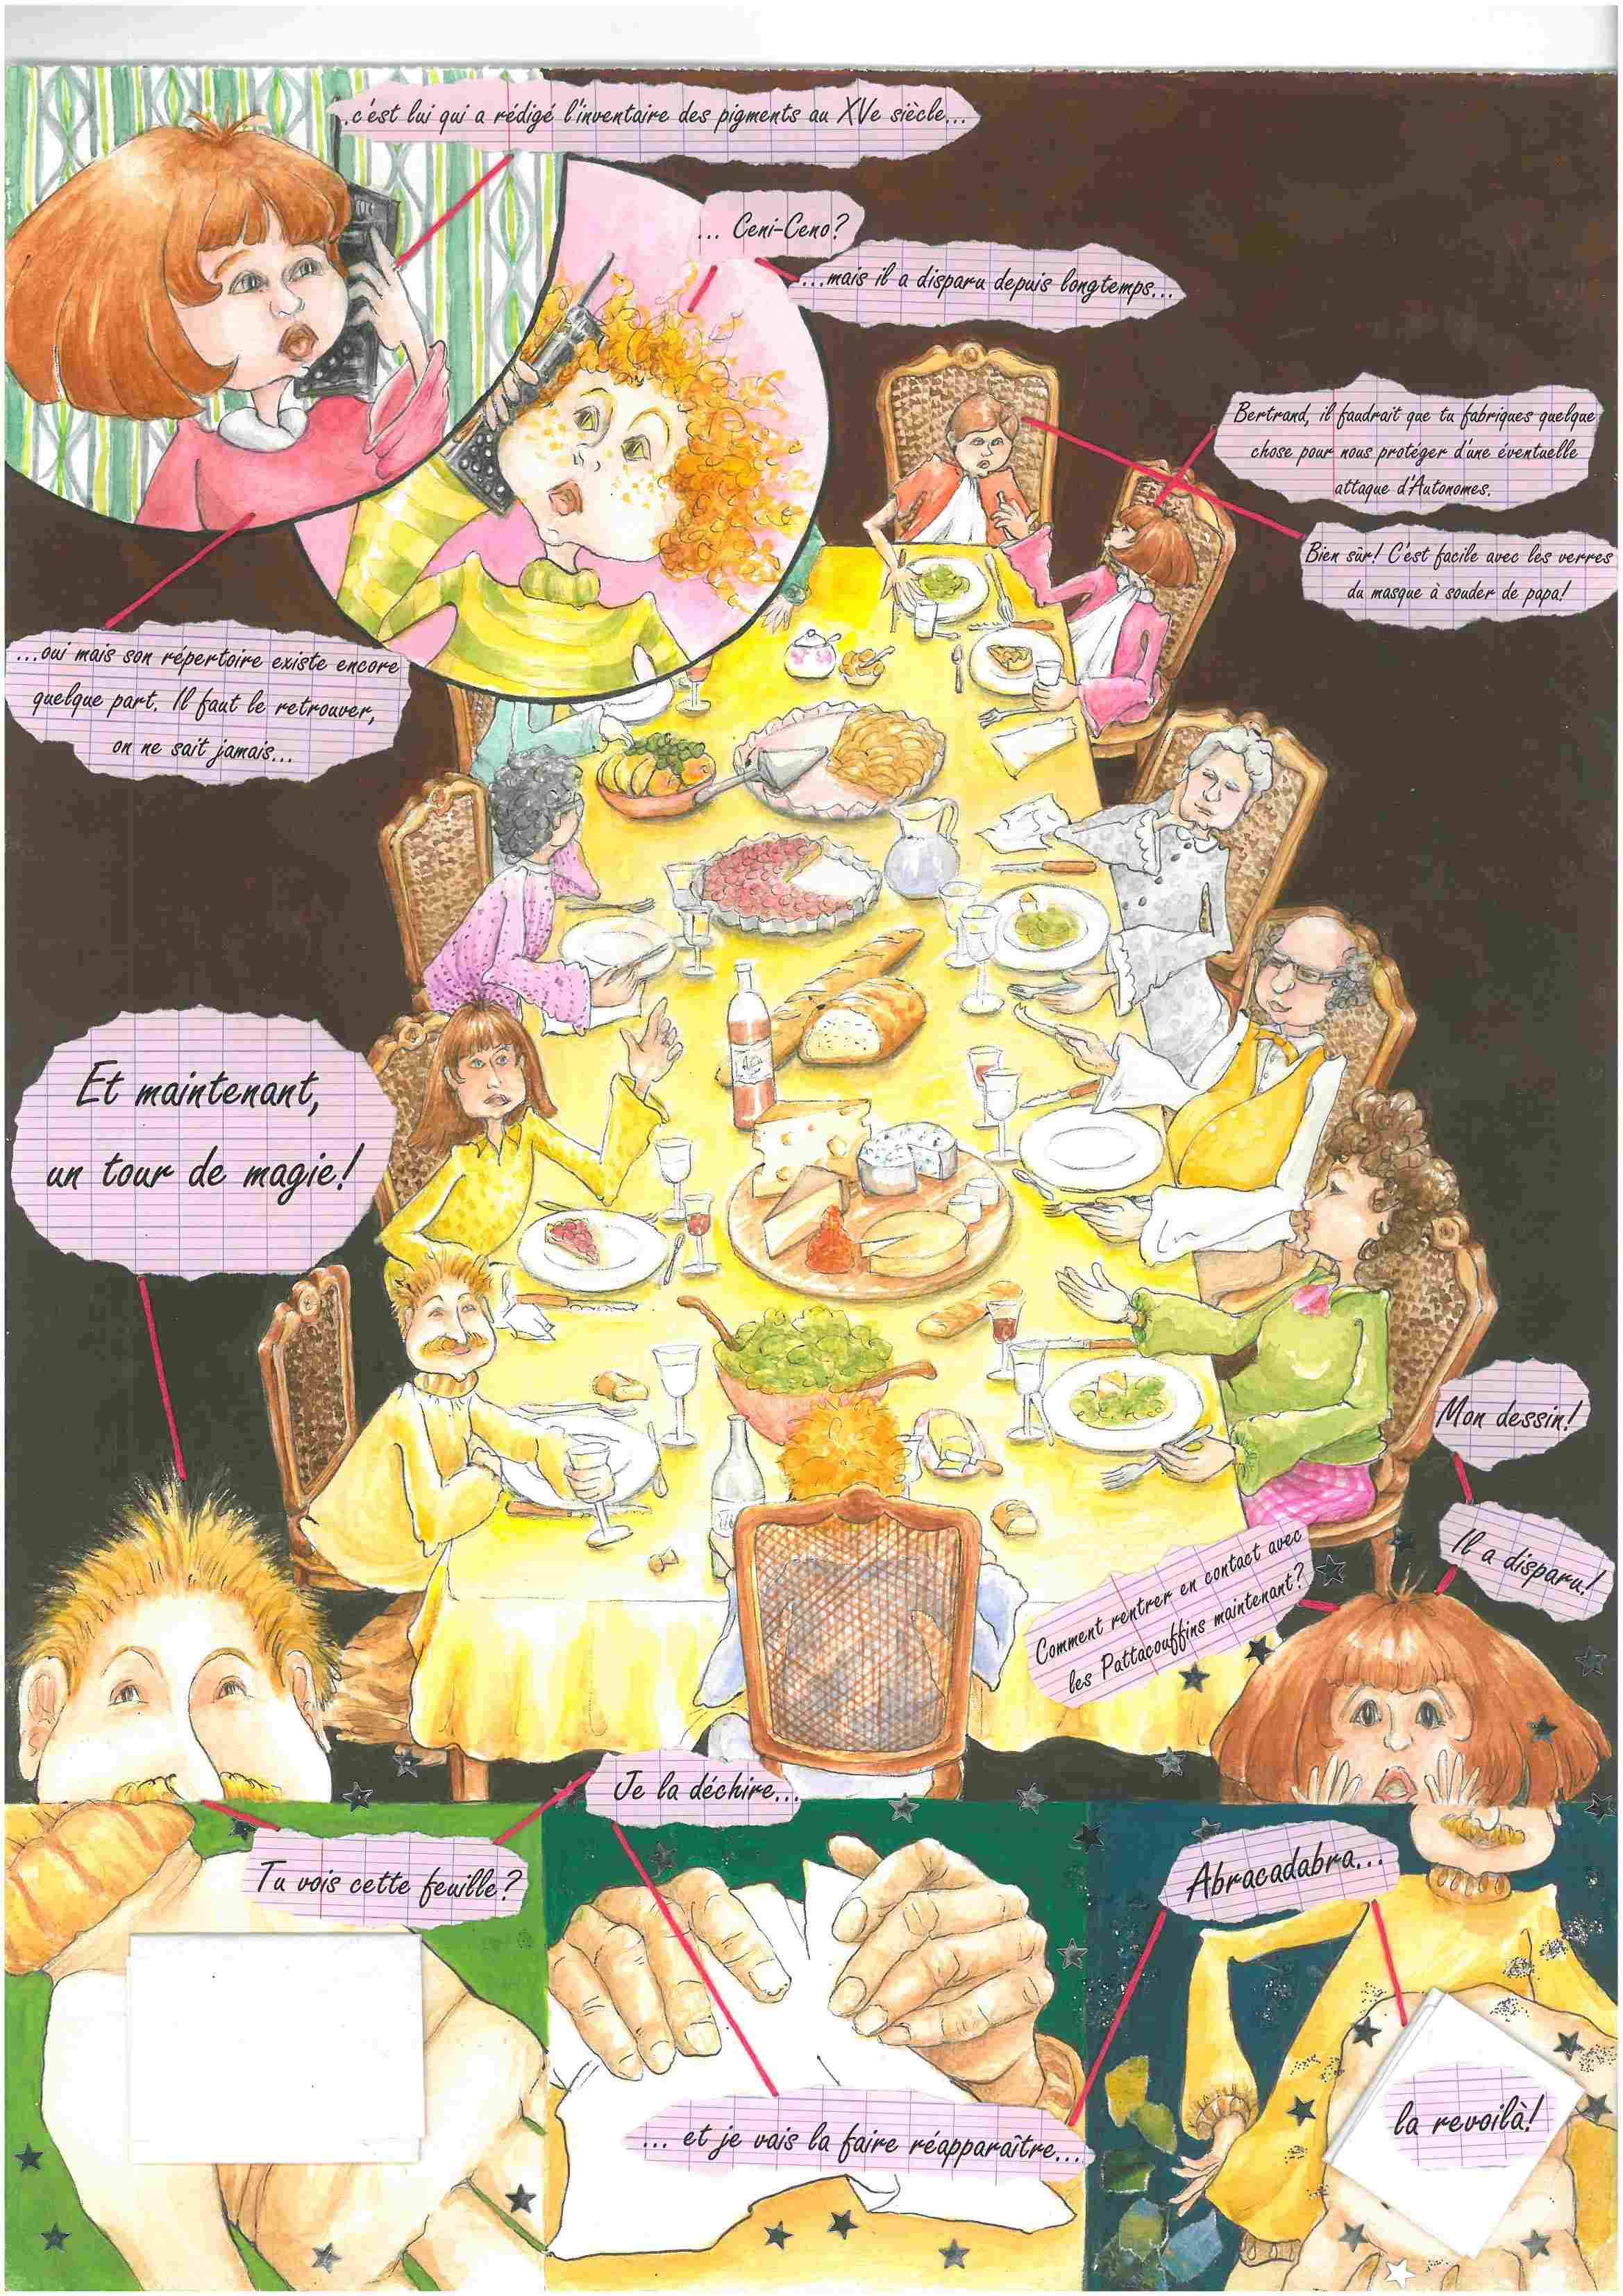 ...c'est lui qui a rédigé l'inventaire des pigments au XVe siècle...
... Ceni-Ceno?
...mais il a disparu depuis longtemps...
...oui mais son répertoire existe encore
quelque part. Il faut le retrouver,
on ne sait jamais...
Bertrand, il faudrait que tu fabriques quelque
chose pour nous protéger d'une éventuelle
attaque d'Autonomes.
Bien sûr! C'est facile avec les verres
du masque à souder de papa!
Et maintenant,
un tour de magie!
Mon dessin!
Il a disparu!
Comment rentrer en contact avec
les Pattacouffins maintenant?
Tu vois cette feuille?
Je la déchire...
... et je vais la faire réapparaître...
Abracadabra...
la revoilà!